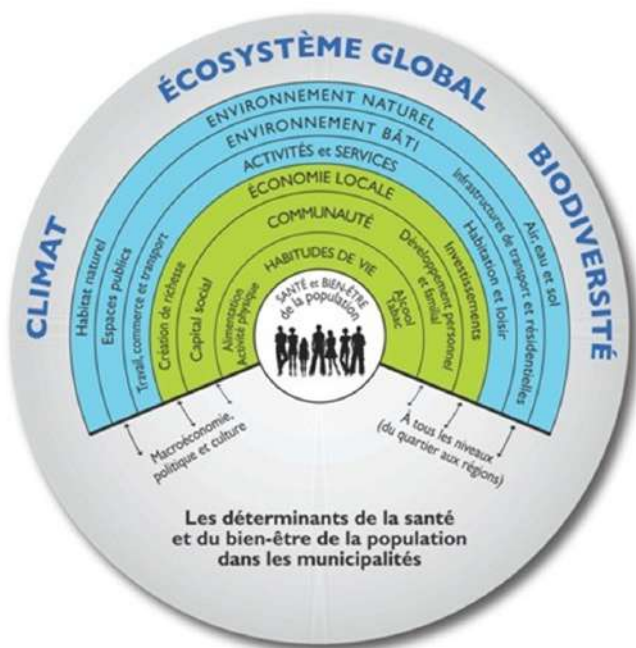 ÉCOSYSTÈME GLOBAL
CLIMAT
BIODIVERSITÉ
ENVIRONNEMENT NATUREL
ENVIRONNEMENT BÂTI
ACTIVITÉS et SERVICES
ÉCONOMIE LOCALE
COMMUNAUTÉ
HABITUDES DE VIE
SANTÉ et BIEN-ÊTRE
de la population
Habitat naturel
Espaces publics
Travail, commerce et transport
Création de richesse
Capital social
Alimentation
Activité physique
Alcool
Tabac
Développement personnel
et familial
Investissements
Habitation et loisir
Infrastructures de transport et résidentielles
Air, eau et sol
Macroéconomie,
politique et culture
À tous les niveaux
(du quartier aux régions)
Les déterminants de la santé
et du bien-être de la population
dans les municipalités